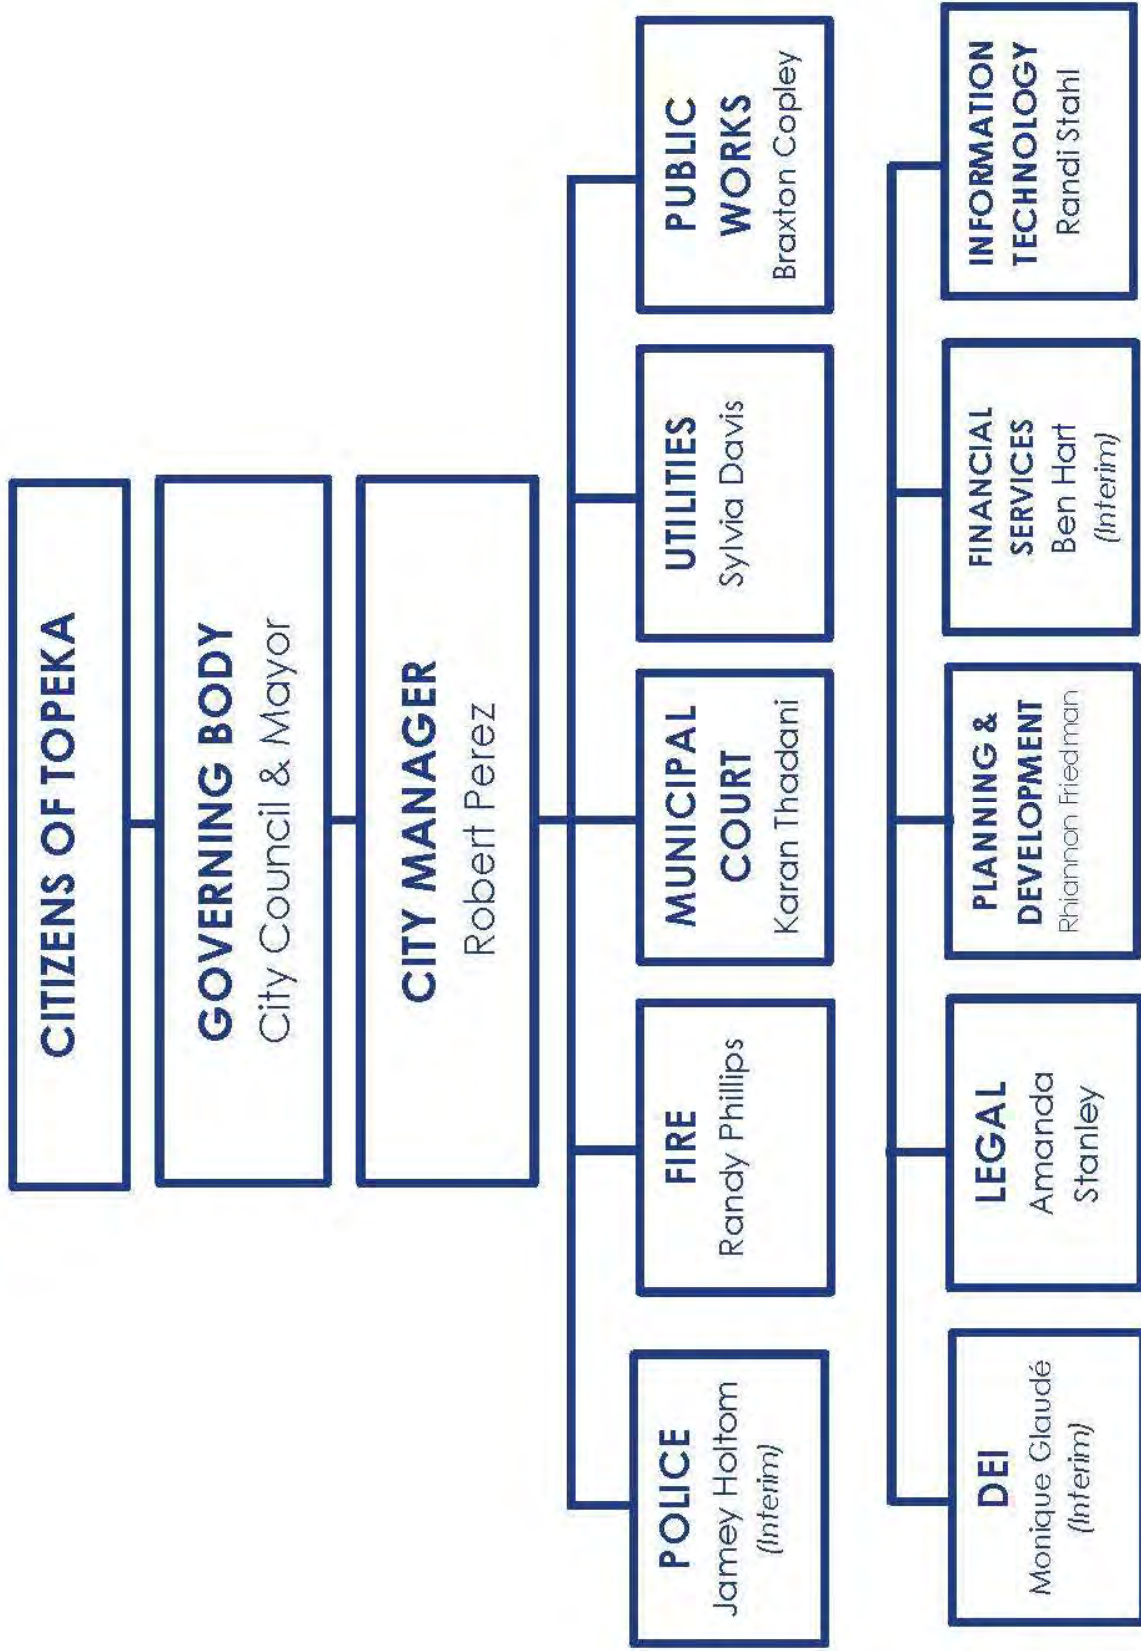 CITIZENS OF TOPEKA
GOVERNING BODY
City Council & Mayor
CITY MANAGER
Robert Perez
POLICE
Jamey Holtom
(Interim)
FIRE
Randy Phillips
MUNICIPAL
COURT
Karan Thadani
UTILITIES
Sylvia Davis
PUBLIC
WORKS
Braxton Copley
DEI
Monique Glaudé
(Interim)
LEGAL
Amanda
Stanley
PLANNING &
DEVELOPMENT
Rhiannon Friedman
FINANCIAL
SERVICES
Ben Hart
(Interim)
INFORMATION
TECHNOLOGY
Randi Stahl